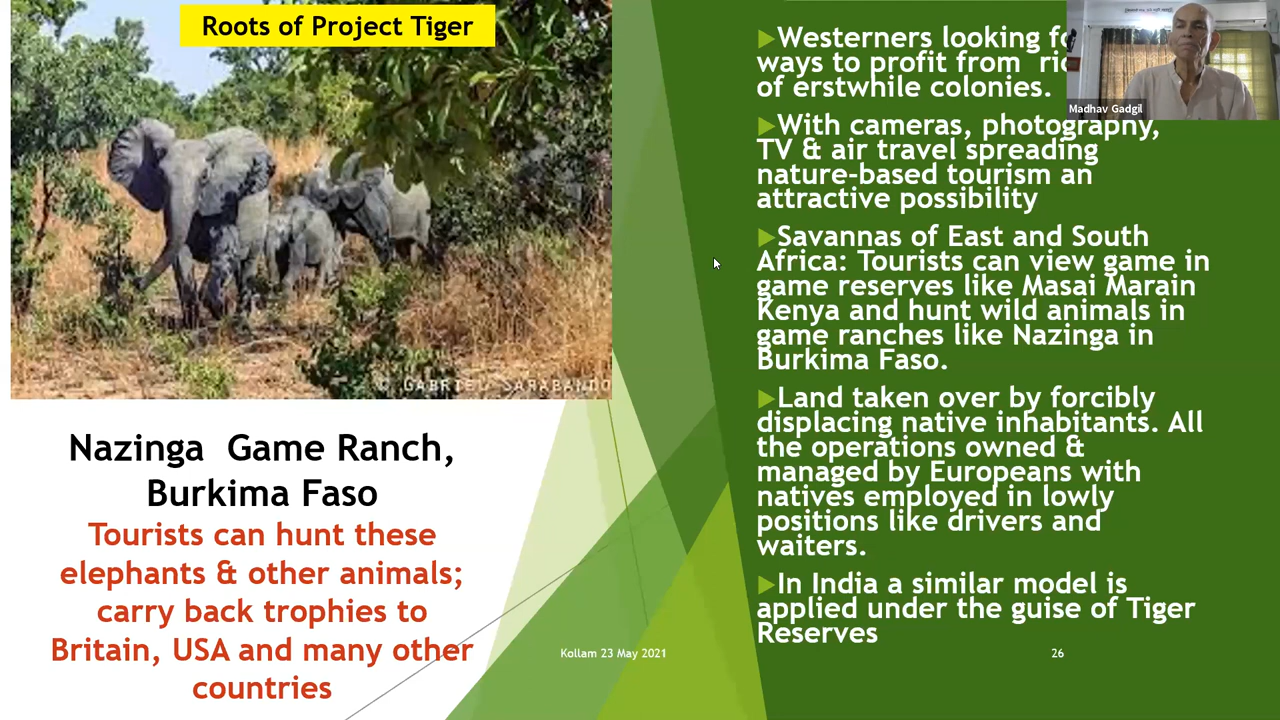 Roots of Project Tiger
© GABRIEL SARABANDO
Nazinga Game Ranch,
Burkima Faso
Tourists can hunt these
elephants & other animals;
carry back trophies to
Britain, USA and many other
countries
Westerners looking
ways to profit from
of erstwhile colonies.
With cameras, photography,
TV & air travel spreading
nature-based tourism an
attractive possibility
Savannas of East and South
Africa: Tourists can view game in
game reserves like Masai Marain
Kenya and hunt wild animals in
game ranches like Nazinga in
Burkima Faso.
Land taken over by forcibly
displacing native inhabitants. All
the operations owned &
managed by Europeans with
natives employed in lowly
positions like drivers and
waiters.
In India a similar model is
applied under the guise of Tiger
Reserves
Madhav Gadgil
Kollam 23 May 2021
26